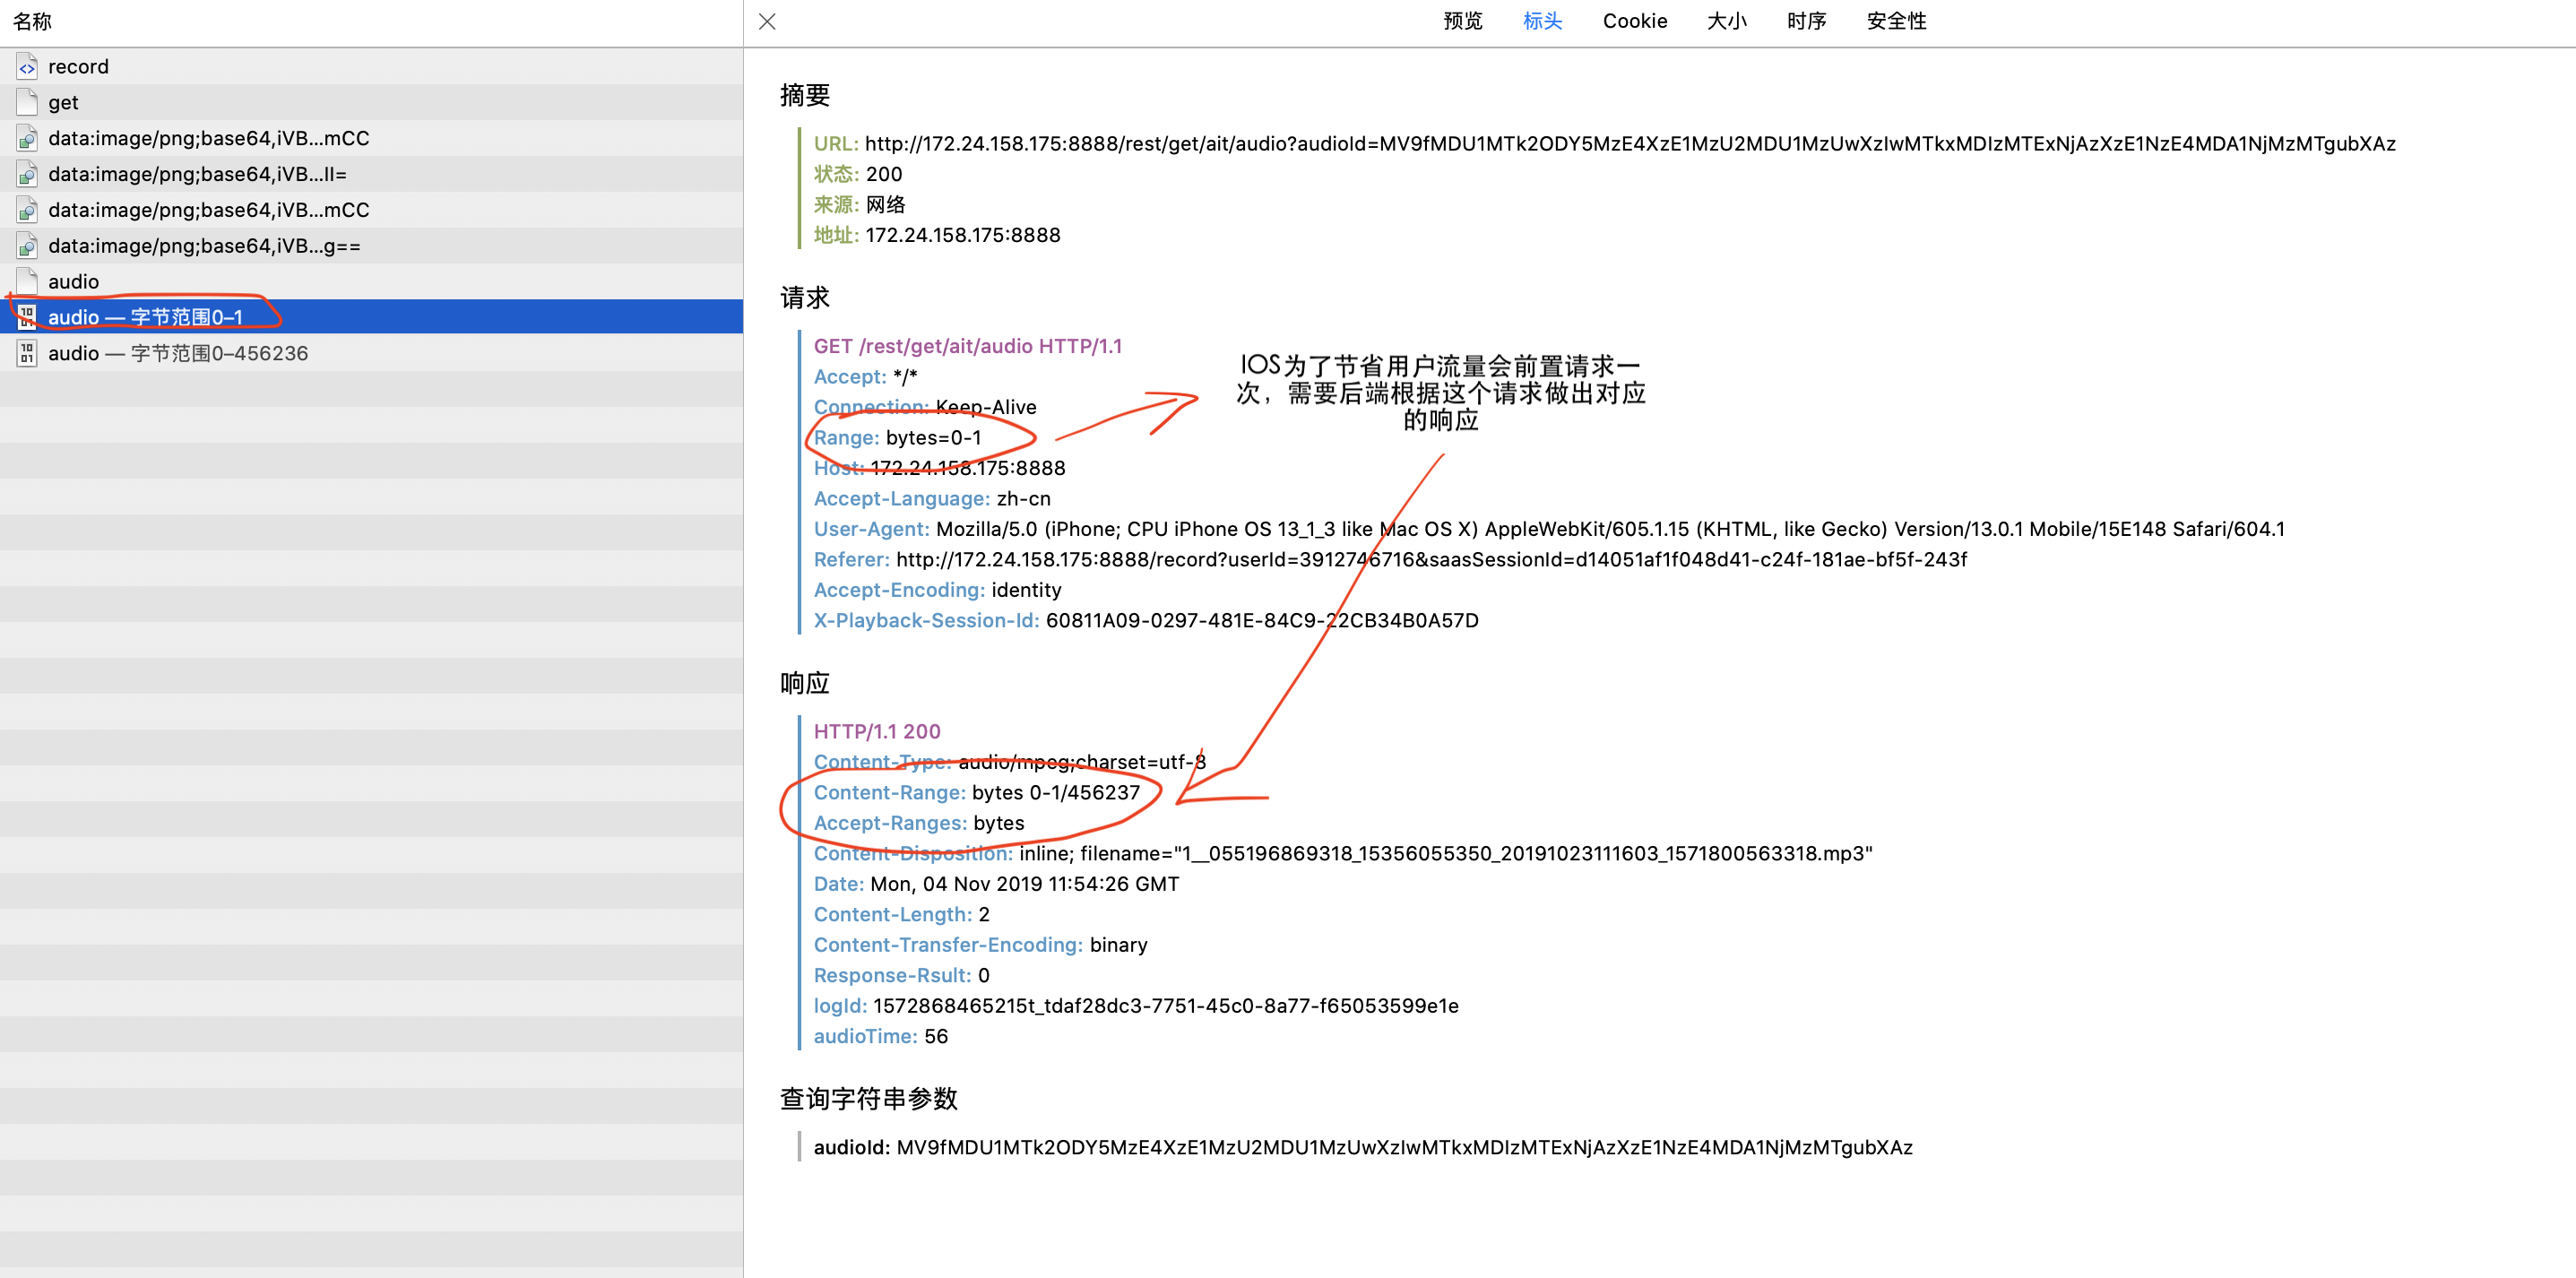 名称
record
get
data:image/png;base64,iVB...mCC
data:image/png;base64,iVB...II=
data:image/png;base64,iVB...mCC
data:image/png;base64,iVB...g==
audio
audio — 字节范围0–1
audio — 字节范围0–456236
预览 标头 Cookie 大小 时序 安全性
摘要
URL: http://172.24.158.175:8888/rest/get/ait/audio?audioId=MV9fMDU1MTk2ODY5MzE4XzE1MzU2MDU1MzUwXzIwMTkxMDIzMTExNjAzXzE1NzE4MDA1NjMzMTgubXAz
状态: 200
来源: 网络
地址: 172.24.158.175:8888
请求
GET /rest/get/ait/audio HTTP/1.1
Accept: */*
Connection: Keep-Alive
Range: bytes=0-1
Host: 172.24.158.175:8888
Accept-Language: zh-cn
User-Agent: Mozilla/5.0 (iPhone; CPU iPhone OS 13_1_3 like Mac OS X) AppleWebKit/605.1.15 (KHTML, like Gecko) Version/13.0.1 Mobile/15E148 Safari/604.1
Referer: http://172.24.158.175:8888/record?userId=3912746716&saasSessionId=d14051af1f048d41-c24f-181ae-bf5f-243f
Accept-Encoding: identity
X-Playback-Session-Id: 60811A09-0297-481E-84C9-22CB34B0A57D
IOS为了节省用户流量会前置请求一
次，需要后端根据这个请求做出对应
的响应
响应
HTTP/1.1 200
Content-Type: audio/mpeg;charset=utf-8
Content-Range: bytes 0-1/456237
Accept-Ranges: bytes
Content-Disposition: inline; filename="1__055196869318_15356055350_20191023111603_1571800563318.mp3"
Date: Mon, 04 Nov 2019 11:54:26 GMT
Content-Length: 2
Content-Transfer-Encoding: binary
Response-Rsult: 0
logId: 1572868465215t_tdaf28dc3-7751-45c0-8a77-f65053599e1e
audioTime: 56
查询字符串参数
audioId: MV9fMDU1MTk2ODY5MzE4XzE1MzU2MDU1MzUwXzIwMTkxMDIzMTExNjAzXzE1NzE4MDA1NjMzMTgubXAz